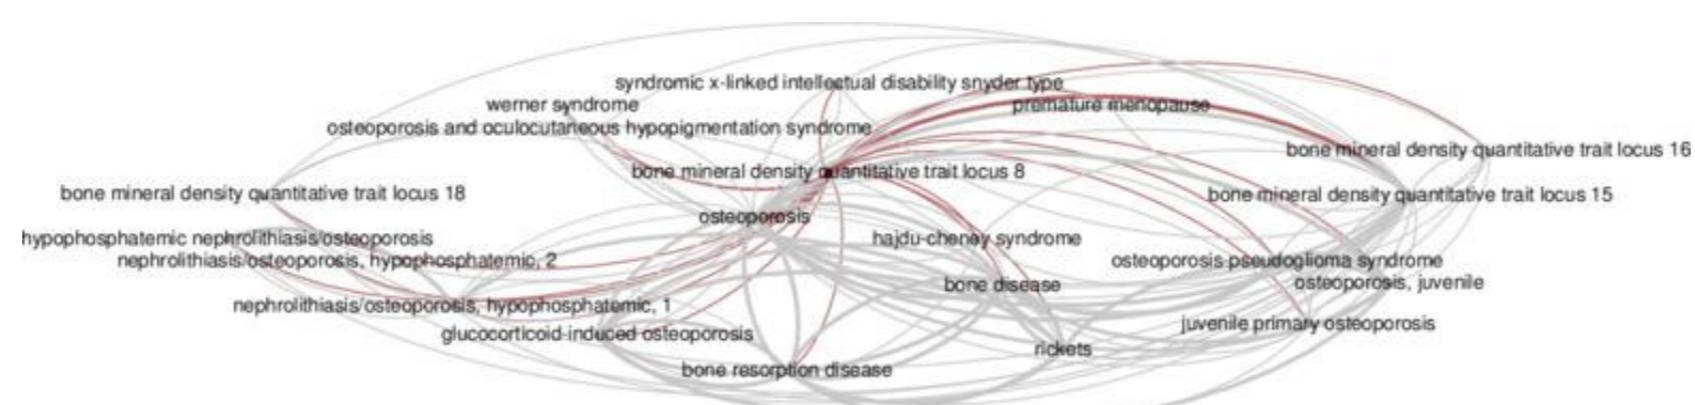 syndromic x-linked intellectual disability snyder type
werner syndrome
premature menopause
osteoporosis and oculocutaneous hypopigmentation syndrome
bone mineral density quantitative trait locus 16
bone mineral density quantitative trait locus 8
bone mineral density quantitative trait locus 18
bone mineral density quantitative trait locus 15
osteoporosis
hypophosphatemic nephrolithiasis/osteoporosis
hajdu-cheney syndrome
nephrolithiasis/osteoporosis, hypophosphatemic, 2
osteoporosis pseudoglioma syndrome
bone disease
osteoporosis, juvenile
nephrolithiasis/osteoporosis, hypophosphatemic, 1
juvenile primary osteoporosis
glucocorticoid-induced osteoporosis
rickets
bone resorption disease